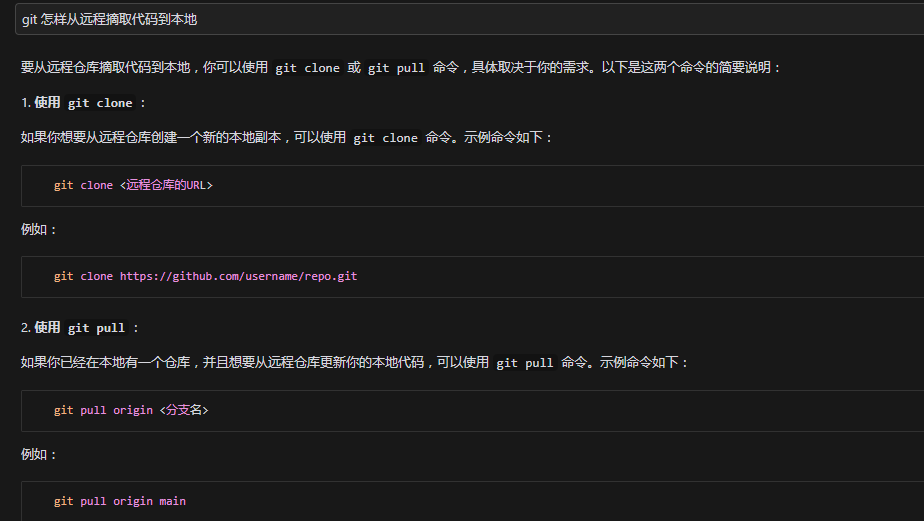 git 怎样从远程摘取代码到本地
要从远程仓库摘取代码到本地，你可以使用 git clone 或 git pull 命令，具体取决于你的需求。以下是这两个命令的简要说明：
1. 使用 git clone ：
如果你想要从远程仓库创建一个新的本地副本，可以使用 git clone 命令。示例命令如下：
git clone <远程仓库的URL>
例如：
git clone https://github.com/username/repo.git
2. 使用 git pull ：
如果你已经在本地有一个仓库，并且想要从远程仓库更新你的本地代码，可以使用 git pull 命令。示例命令如下：
git pull origin <分支名>
例如：
git pull origin main